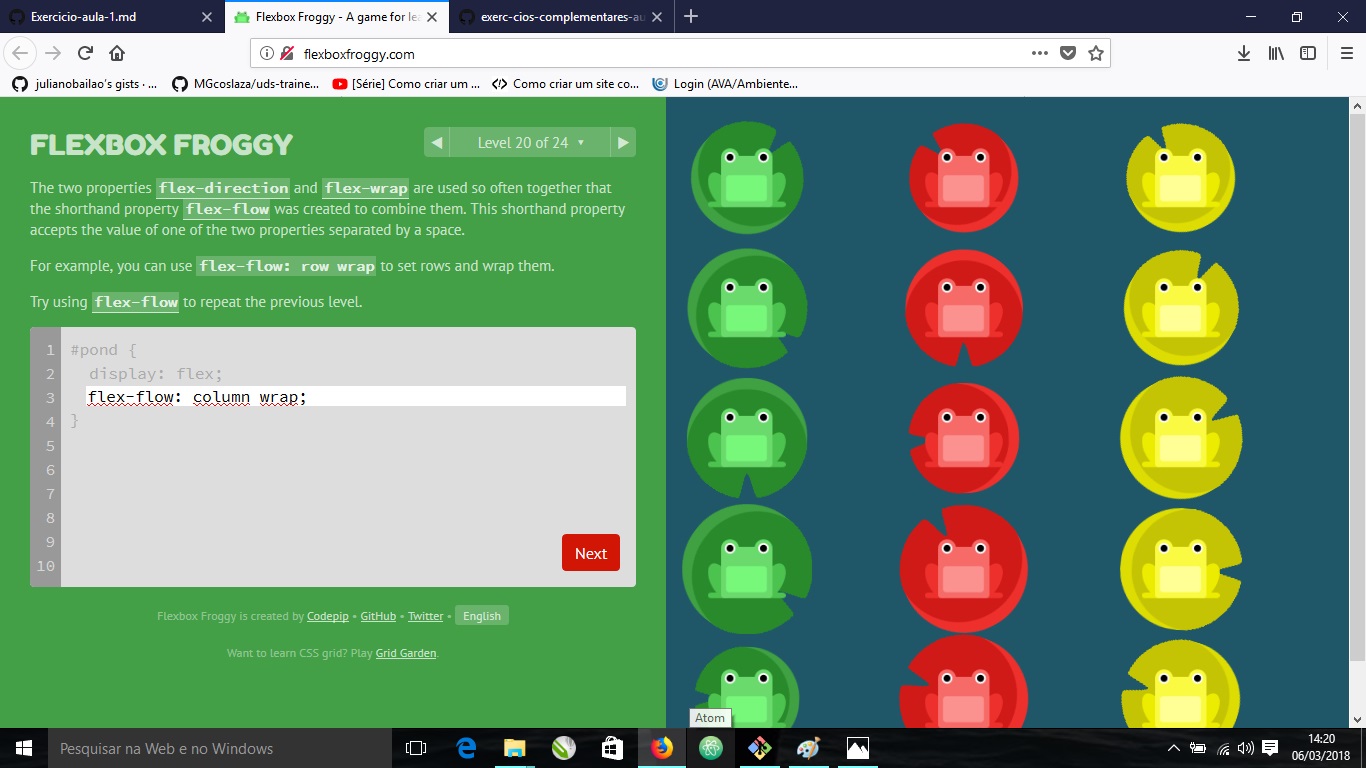 Exercicio-aula-1.md
Flexbox Froggy - A game for le
exerc-cios-complementares-au
flexboxfroggy.com
julianobailao's gists · ...
MGcoslaza/uds-traine...
[Série] Como criar um ...
Como criar um site co...
Login (AVA/Ambiente...
FLEXBOX FROGGY
Level 20 of 24
The two properties flex-direction and flex-wrap are used so often together that
the shorthand property flex-flow was created to combine them. This shorthand property
accepts the value of one of the two properties separated by a space.
For example, you can use flex-flow: row wrap to set rows and wrap them.
Try using flex-flow to repeat the previous level.
1 #pond {
2 display: flex;
3 flex-flow: column wrap;
4 }
5
6
7
8
9
10
Next
Flexbox Froggy is created by Codepip • GitHub • Twitter • English
Want to learn CSS grid? Play Grid Garden.
Atom
Pesquisar na Web e no Windows
14:20
06/03/2018